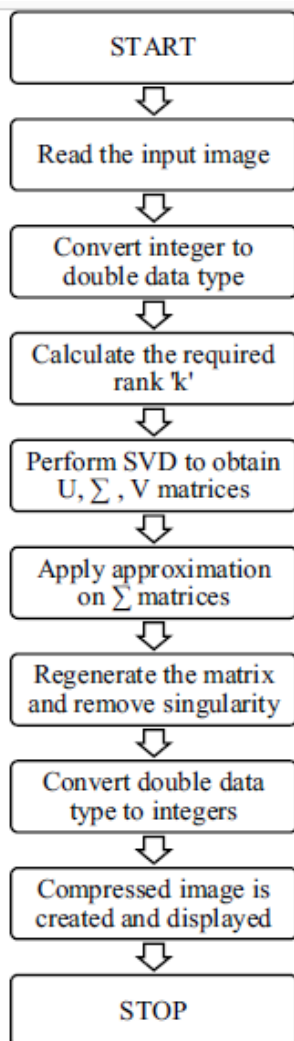 START
Read the input image
Convert integer to
double data type
Calculate the required
rank 'k'
Perform SVD to obtain
U, ∑ , V matrices
Apply approximation
on ∑ matrices
Regenerate the matrix
and remove singularity
Convert double data
type to integers
Compressed image is
created and displayed
STOP